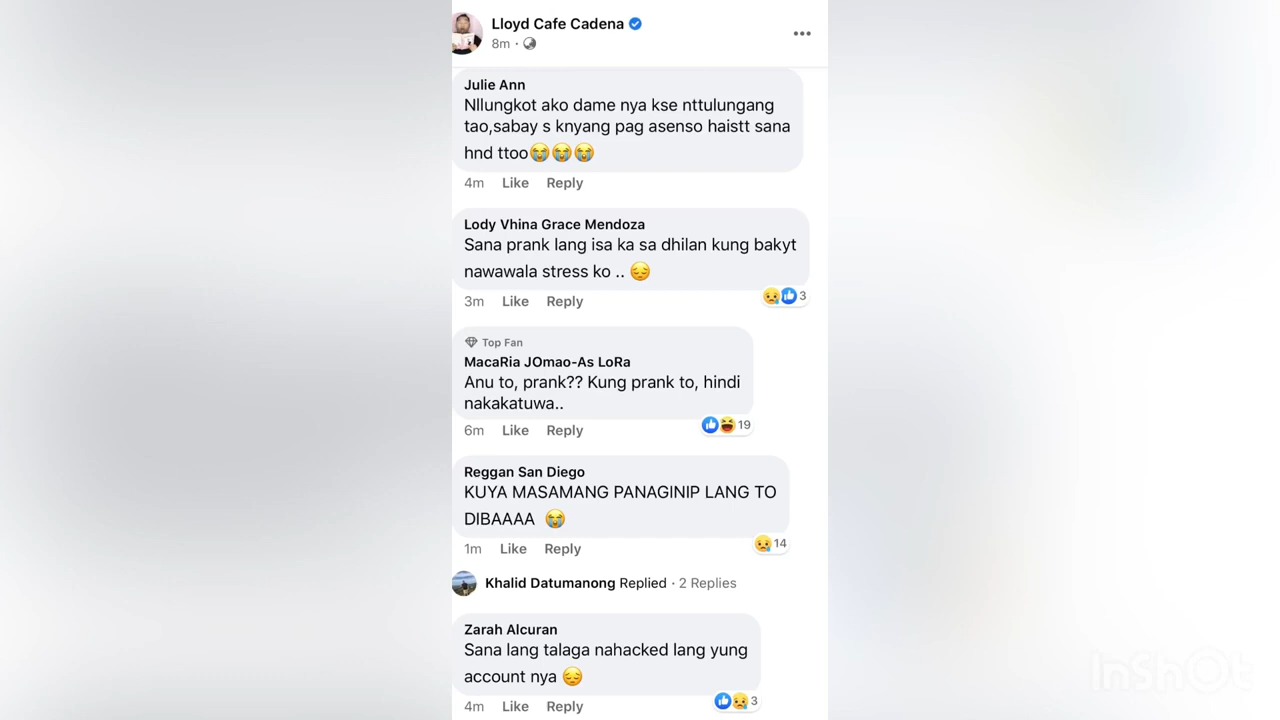 Lloyd Cafe Cadena
8m ·
Julie Ann
Nllungkot ako dame nya kse nttulungang
tao,sabay s knyang pag asenso haistt sana
hnd ttoo😭😭😭
4m Like Reply
Lody Vhina Grace Mendoza
Sana prank lang isa ka sa dhilan kung bakyt
nawawala stress ko .. 😔
3m Like Reply 3
Top Fan
MacaRia JOmao-As LoRa
Anu to, prank?? Kung prank to, hindi
nakakatuwa..
6m Like Reply 19
Reggan San Diego
KUYA MASAMANG PANAGINIP LANG TO
DIBAAAA 😭
1m Like Reply 14
Khalid Datumanong Replied · 2 Replies
Zarah Alcuran
Sana lang talaga nahacked lang yung
account nya 😔
4m Like Reply 3
InShOt